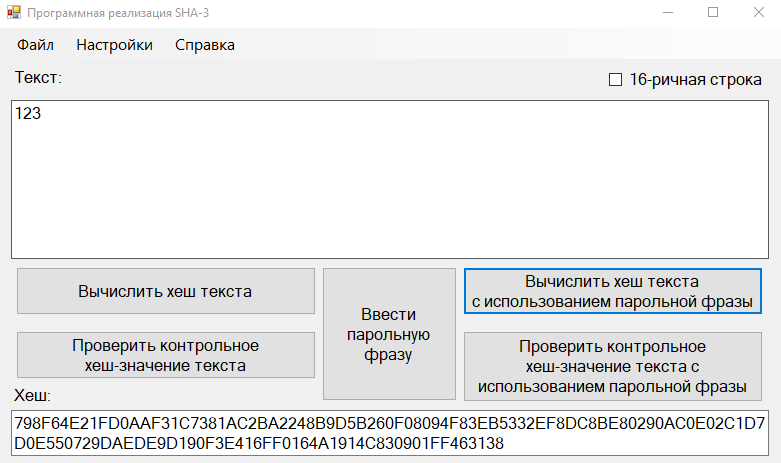 Программная реализация SHA-3
Файл Настройки Справка
Текст:
16-ричная строка
123
Вычислить хеш текста
Ввести
парольную
фразу
Вычислить хеш текста
с использованием парольной фразы
Проверить контрольное
хеш-значение текста
Проверить контрольное
хеш-значение текста с
использованием парольной фразы
Хеш:
798F64E21FD0AAF31C7381AC2BA2248B9D5B260F08094F83EB5332EF8DC8BE80290AC0E02C1D7
D0E550729DAEDE9D190F3E416FF0164A1914C830901FF463138